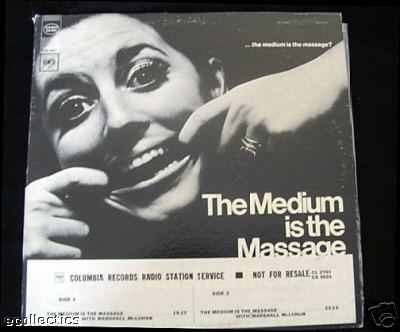 ... the medium is the massage?
The Medium
is the
Massage
COLUMBIA RECORDS RADIO STATION SERVICE NOT FOR RESALE CL 2701
CS 9501
SIDE 1
SIDE 2
THE MEDIUM IS THE MASSAGE 19:17
WITH MARSHALL MCLUHAN
THE MEDIUM IS THE MASSAGE 23:13
WITH MARSHALL MCLUHAN
ecollectics